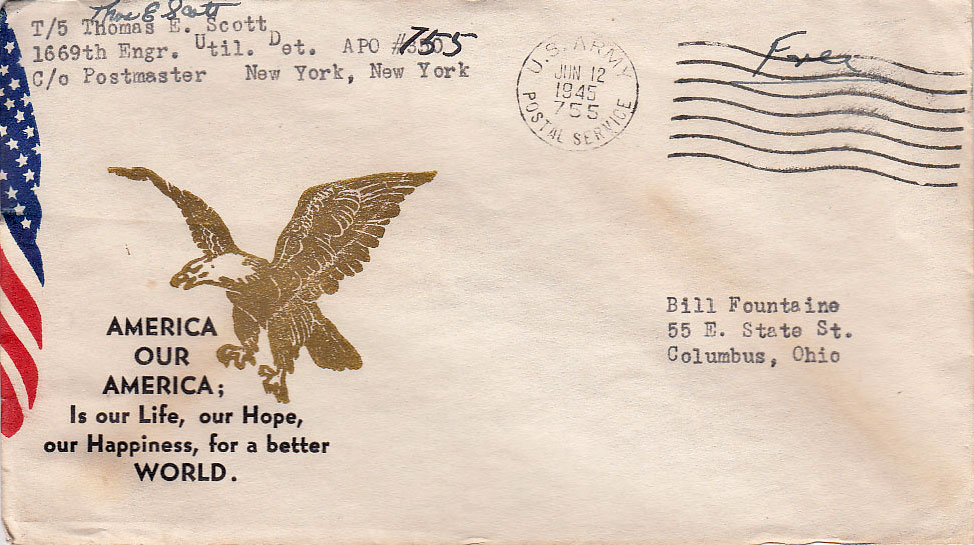 Thos E Scott
T/5 Thomas E. Scott
1669th Engr. Util. Det. APO #755
C/o Postmaster New York, New York
U.S. ARMY
JUN 12
1945
755
POSTAL SERVICE
Free
AMERICA
OUR
AMERICA;
Is our Life, our Hope,
our Happiness, for a better
WORLD.
Bill Fountaine
55 E. State St.
Columbus, Ohio